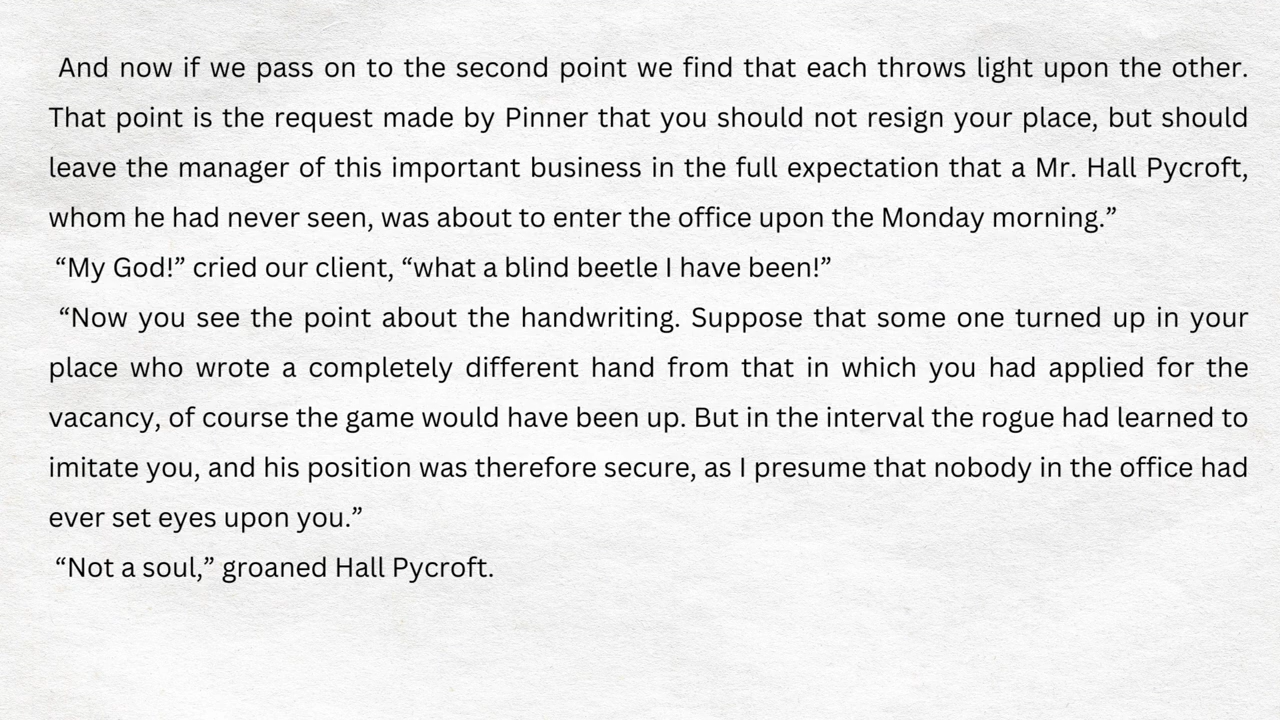 And now if we pass on to the second point we find that each throws light upon the other.
That point is the request made by Pinner that you should not resign your place, but should
leave the manager of this important business in the full expectation that a Mr. Hall Pycroft,
whom he had never seen, was about to enter the office upon the Monday morning.”
“My God!” cried our client, “what a blind beetle I have been!”
“Now you see the point about the handwriting. Suppose that some one turned up in your
place who wrote a completely different hand from that in which you had applied for the
vacancy, of course the game would have been up. But in the interval the rogue had learned to
imitate you, and his position was therefore secure, as I presume that nobody in the office had
ever set eyes upon you.”
“Not a soul,” groaned Hall Pycroft.